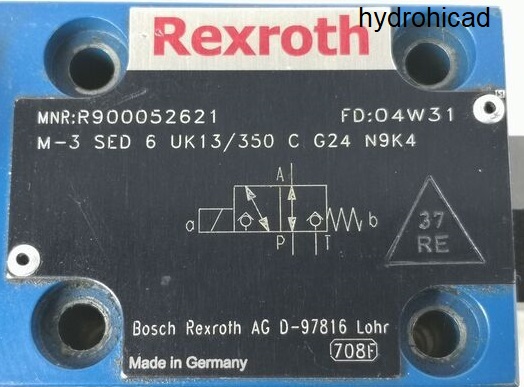 hydrohicad
Rexroth
MNR:R900052621 FD:04W31
M-3 SED 6 UK13/350 C G24 N9K4
A
a b
P T
37
RE
Bosch Rexroth AG D-97816 Lohr
708F
Made in Germany